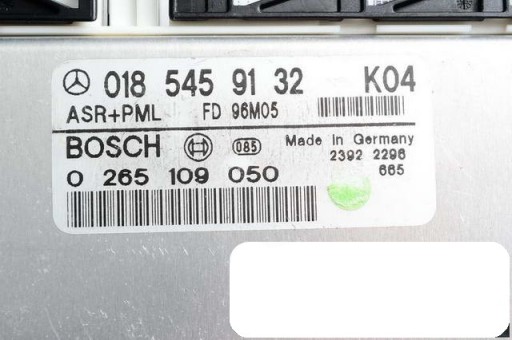 018 545 91 32 K04
ASR+PML FD 96M05
BOSCH 085 Made in Germany
2392 2296
0 265 109 050 665